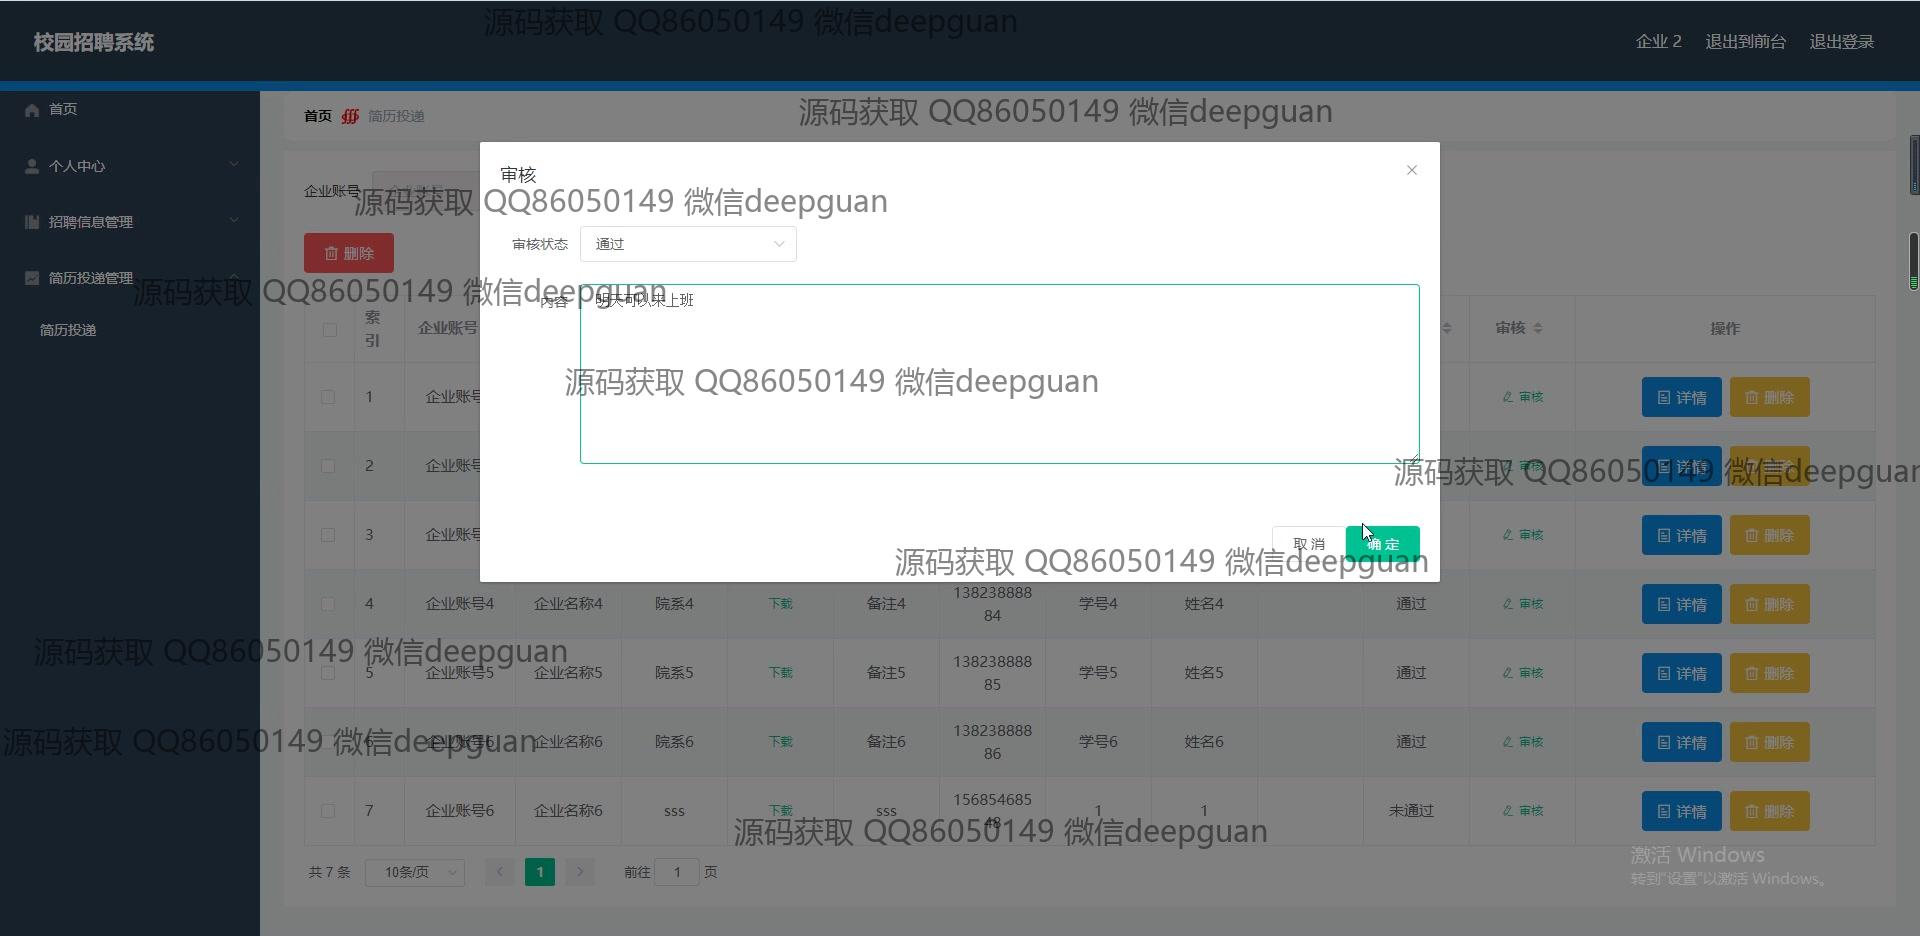 源码获取 QQ86050149 微信deepguan
校园招聘系统
企业 2 退出到前台 退出登录
首页
个人中心
招聘信息管理
简历投递管理
简历投递
首页 简历投递
源码获取 QQ86050149 微信deepguan
企业账号
审核
源码获取 QQ86050149 微信deepguan
删除
审核状态 通过
源码获取 QQ86050149 微信deepguan
内容 明天可以来上班
索引 企业账号 审核 操作
源码获取 QQ86050149 微信deepguan
1 企业账号 审核 详情 删除
2 企业账号 审核 详情 删除
源码获取 QQ86050149 微信deepguan
3 企业账号 审核 详情 删除
取消 确定
源码获取 QQ86050149 微信deepguan
4 企业账号4 企业名称4 院系4 下载 备注4 13823888884 学号4 姓名4 通过 审核 详情 删除
源码获取 QQ86050149 微信deepguan
5 企业账号5 企业名称5 院系5 下载 备注5 13823888885 学号5 姓名5 通过 审核 详情 删除
源码获取 QQ86050149 微信deepguan
6 企业账号6 企业名称6 院系6 下载 备注6 13823888886 学号6 姓名6 通过 审核 详情 删除
7 企业账号6 企业名称6 sss 下载 sss 15685468548 1 1 未通过 审核 详情 删除
源码获取 QQ86050149 微信deepguan
共 7 条 10条/页 1 前往 1 页
激活 Windows
转到“设置”以激活 Windows。